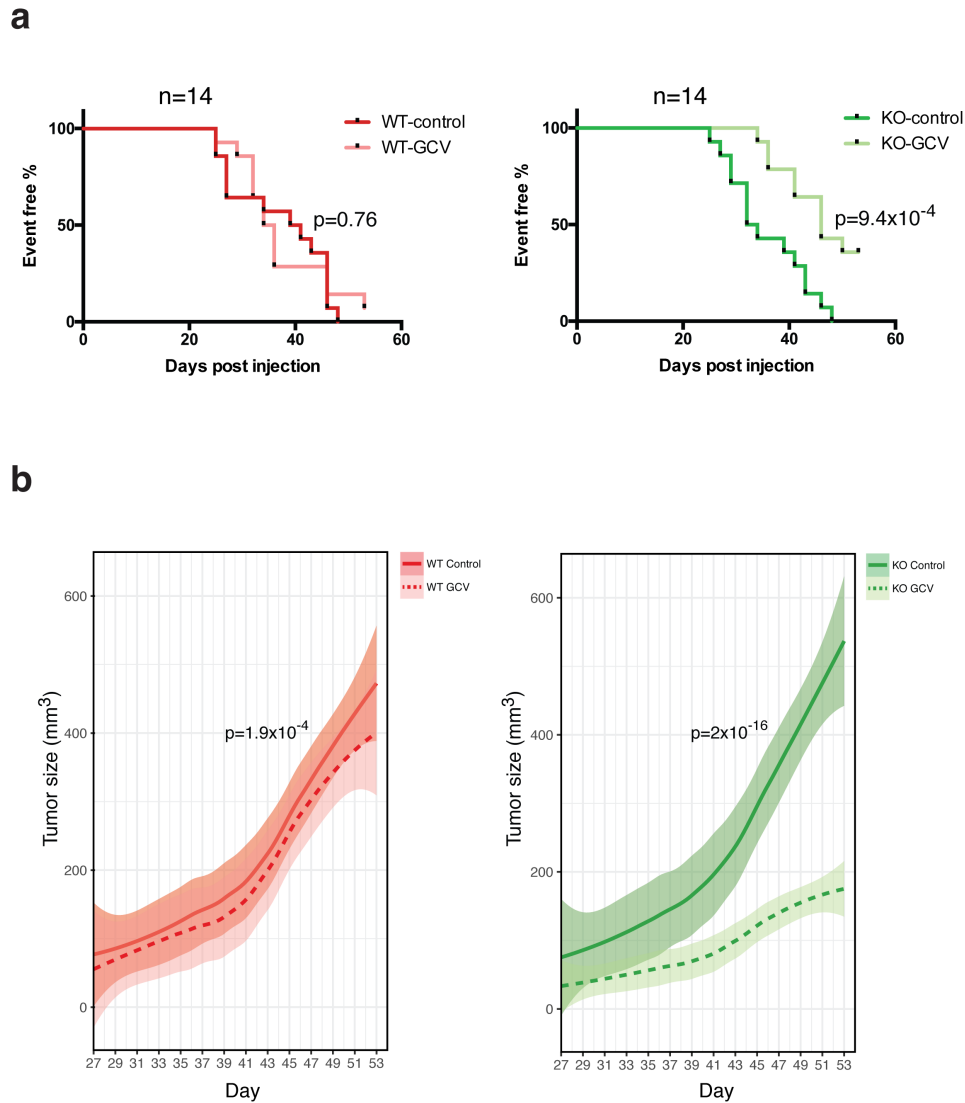 a
n=14
WT-control
WT-GCV
p=0.76
Event free %
100
50
0
0 20 40 60
Days post injection
n=14
KO-control
KO-GCV
p=9.4x10-4
Event free %
100
50
0
0 20 40 60
Days post injection
b
WT Control
WT GCV
p=1.9x10-4
Tumor size (mm3)
600
400
200
0
27 29 31 33 35 37 39 41 43 45 47 49 51 53
Day
KO Control
KO GCV
p=2x10-16
Tumor size (mm3)
600
400
200
0
27 29 31 33 35 37 39 41 43 45 47 49 51 53
Day